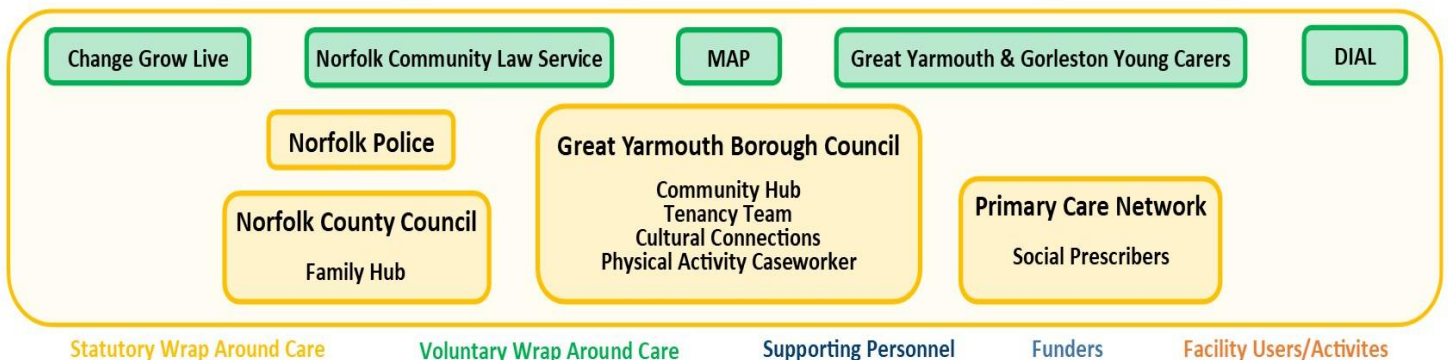 Change Grow Live
Norfolk Community Law Service
MAP
Great Yarmouth & Gorleston Young Carers
DIAL
Norfolk Police
Great Yarmouth Borough Council
Community Hub
Tenancy Team
Cultural Connections
Physical Activity Caseworker
Norfolk County Council
Family Hub
Primary Care Network
Social Prescribers
Statutory Wrap Around Care
Voluntary Wrap Around Care
Supporting Personnel
Funders
Facility Users/Activites